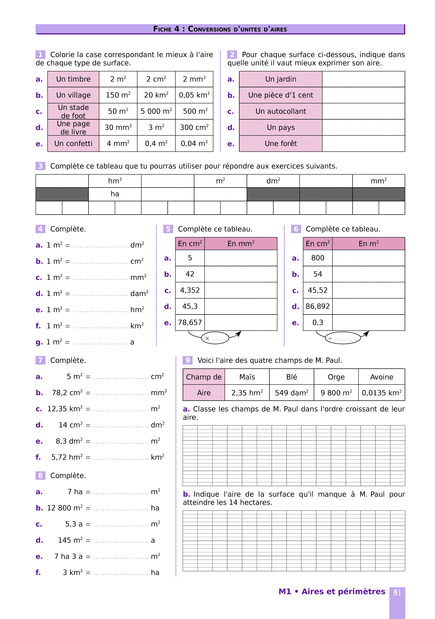 Fiche 4 : Conversions d'unités d'aires
1 Colorie la case correspondant le mieux à l'aire de chaque type de surface.
a. Un timbre 2 m² 2 cm² 2 mm²
b. Un village 150 m² 20 km² 0,05 km²
c. Un stade de foot 50 m² 5 000 m² 500 m²
d. Une page de livre 30 mm² 3 m² 300 cm²
e. Un confetti 4 mm² 0,4 m² 0,04 m²
2 Pour chaque surface ci-dessous, indique dans quelle unité il vaut mieux exprimer son aire.
a. Un jardin
b. Une pièce d'1 cent
c. Un autocollant
d. Un pays
e. Une forêt
3 Complète ce tableau que tu pourras utiliser pour répondre aux exercices suivants.
hm² m² dm² mm²
ha
4 Complète.
a. 1 m² = ........................ dm²
b. 1 m² = ........................ cm²
c. 1 m² = ........................ mm²
d. 1 m² = ........................ dam²
e. 1 m² = ........................ hm²
f. 1 m² = ........................ km²
g. 1 m² = ........................ a
5 Complète ce tableau.
En cm² En mm²
a. 5
b. 42
c. 4,352
d. 45,3
e. 78,657
× ..........
6 Complète ce tableau.
En cm² En m²
a. 800
b. 54
c. 45,52
d. 86,892
e. 0,3
÷ ..........
7 Complète.
a. 5 m² = ........................ cm²
b. 78,2 cm² = ........................ mm²
c. 12,35 km² = ........................ m²
d. 14 cm² = ........................ dm²
e. 8,3 dm² = ........................ m²
f. 5,72 hm² = ........................ km²
8 Complète.
a. 7 ha = ........................ m²
b. 12 800 m² = ........................ ha
c. 5,3 a = ........................ m²
d. 145 m² = ........................ a
e. 7 ha 3 a = ........................ m²
f. 3 km² = ........................ ha
9 Voici l'aire des quatre champs de M. Paul.
Champ de Maïs Blé Orge Avoine
Aire 2,35 hm² 549 dam² 9 800 m² 0,0135 km²
a. Classe les champs de M. Paul dans l'ordre croissant de leur aire.
b. Indique l'aire de la surface qu'il manque à M. Paul pour atteindre les 14 hectares.
M1 • Aires et périmètres 81